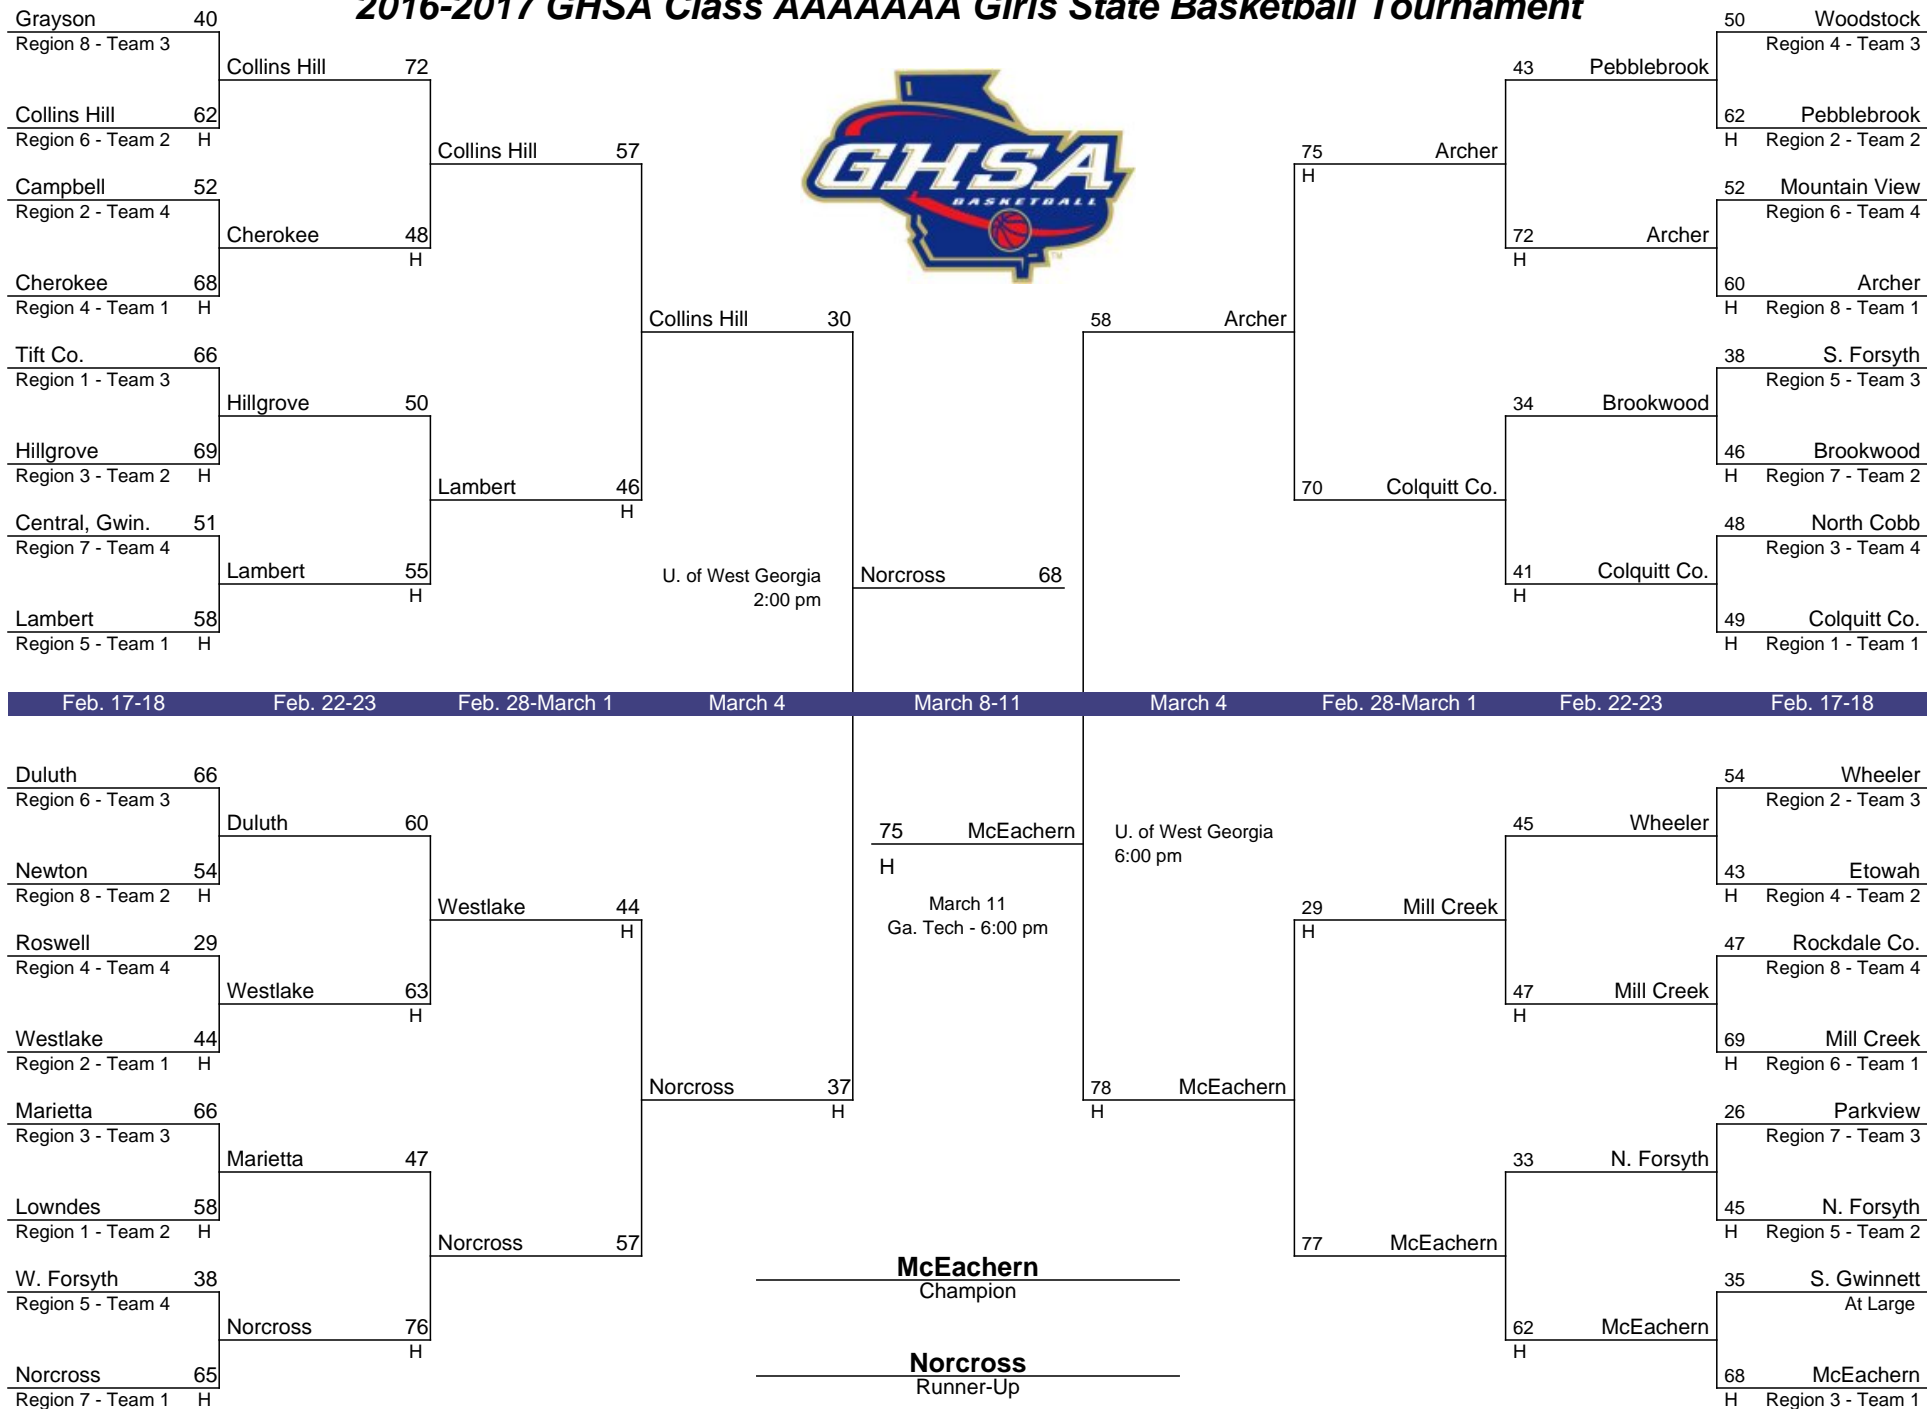 2016-2017 GHSA Class AAAAAAA Girls State Basketball Tournament
Grayson 40
Region 8 - Team 3
Collins Hill 72
Collins Hill 62
Region 6 - Team 2 H
Collins Hill 57
Campbell 52
Region 2 - Team 4
Cherokee 48
H
Cherokee 68
Region 4 - Team 1 H
Collins Hill 30
Tift Co. 66
Region 1 - Team 3
Hillgrove 50
Hillgrove 69
Region 3 - Team 2 H
Lambert 46
H
Central, Gwin. 51
Region 7 - Team 4
Lambert 55
H
Lambert 58
Region 5 - Team 1 H
U. of West Georgia
2:00 pm
Norcross 68
GHSA
BASKETBALL
TM
50 Woodstock
Region 4 - Team 3
43 Pebblebrook
62 Pebblebrook
H Region 2 - Team 2
75 Archer
H
52 Mountain View
Region 6 - Team 4
72 Archer
H
60 Archer
H Region 8 - Team 1
58 Archer
38 S. Forsyth
Region 5 - Team 3
34 Brookwood
46 Brookwood
H Region 7 - Team 2
70 Colquitt Co.
48 North Cobb
Region 3 - Team 4
41 Colquitt Co.
H
49 Colquitt Co.
H Region 1 - Team 1
Feb. 17-18 Feb. 22-23 Feb. 28-March 1 March 4 March 8-11 March 4 Feb. 28-March 1 Feb. 22-23 Feb. 17-18
Duluth 66
Region 6 - Team 3
Duluth 60
Newton 54
Region 8 - Team 2 H
Westlake 44
H
Roswell 29
Region 4 - Team 4
Westlake 63
H
Westlake 44
Region 2 - Team 1 H
Norcross 37
H
Marietta 66
Region 3 - Team 3
Marietta 47
Lowndes 58
Region 1 - Team 2 H
Norcross 57
W. Forsyth 38
Region 5 - Team 4
Norcross 76
H
Norcross 65
Region 7 - Team 1 H
75 McEachern
H
March 11
Ga. Tech - 6:00 pm
U. of West Georgia
6:00 pm
McEachern
Champion
Norcross
Runner-Up
54 Wheeler
Region 2 - Team 3
45 Wheeler
43 Etowah
H Region 4 - Team 2
29 Mill Creek
H
47 Rockdale Co.
Region 8 - Team 4
47 Mill Creek
H
69 Mill Creek
H Region 6 - Team 1
78 McEachern
H
26 Parkview
Region 7 - Team 3
33 N. Forsyth
45 N. Forsyth
H Region 5 - Team 2
77 McEachern
35 S. Gwinnett
At Large
62 McEachern
H
68 McEachern
H Region 3 - Team 1